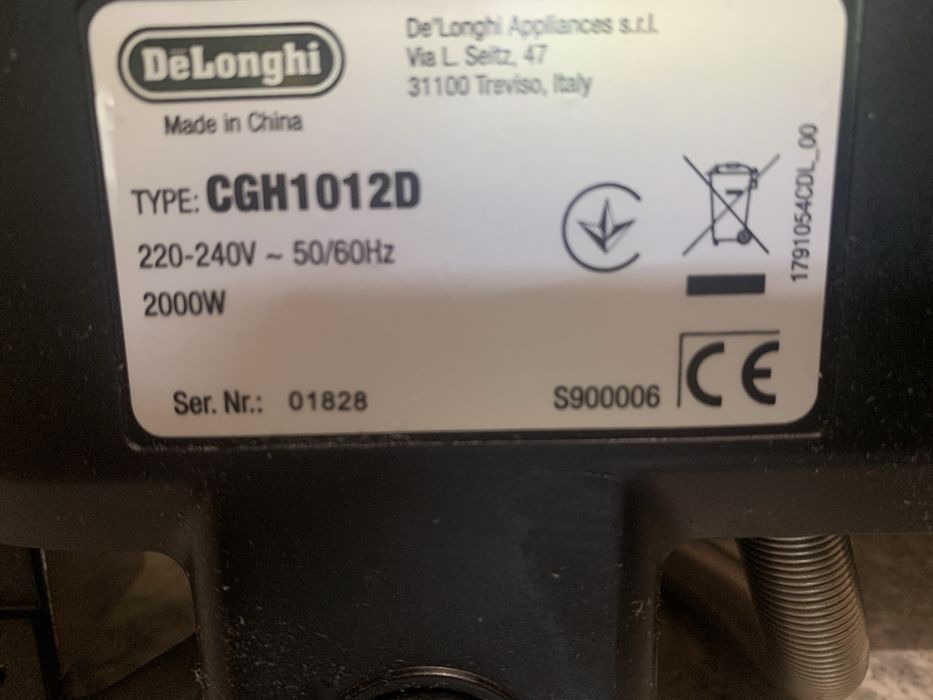 DeLonghi
Made in China
De'Longhi Appliances s.r.l.
Via L. Seitz, 47
31100 Treviso, Italy
TYPE: CGH1012D
220-240V ~ 50/60Hz
2000W
Ser. Nr.: 01828
S900006
CE
1791054CDL_00